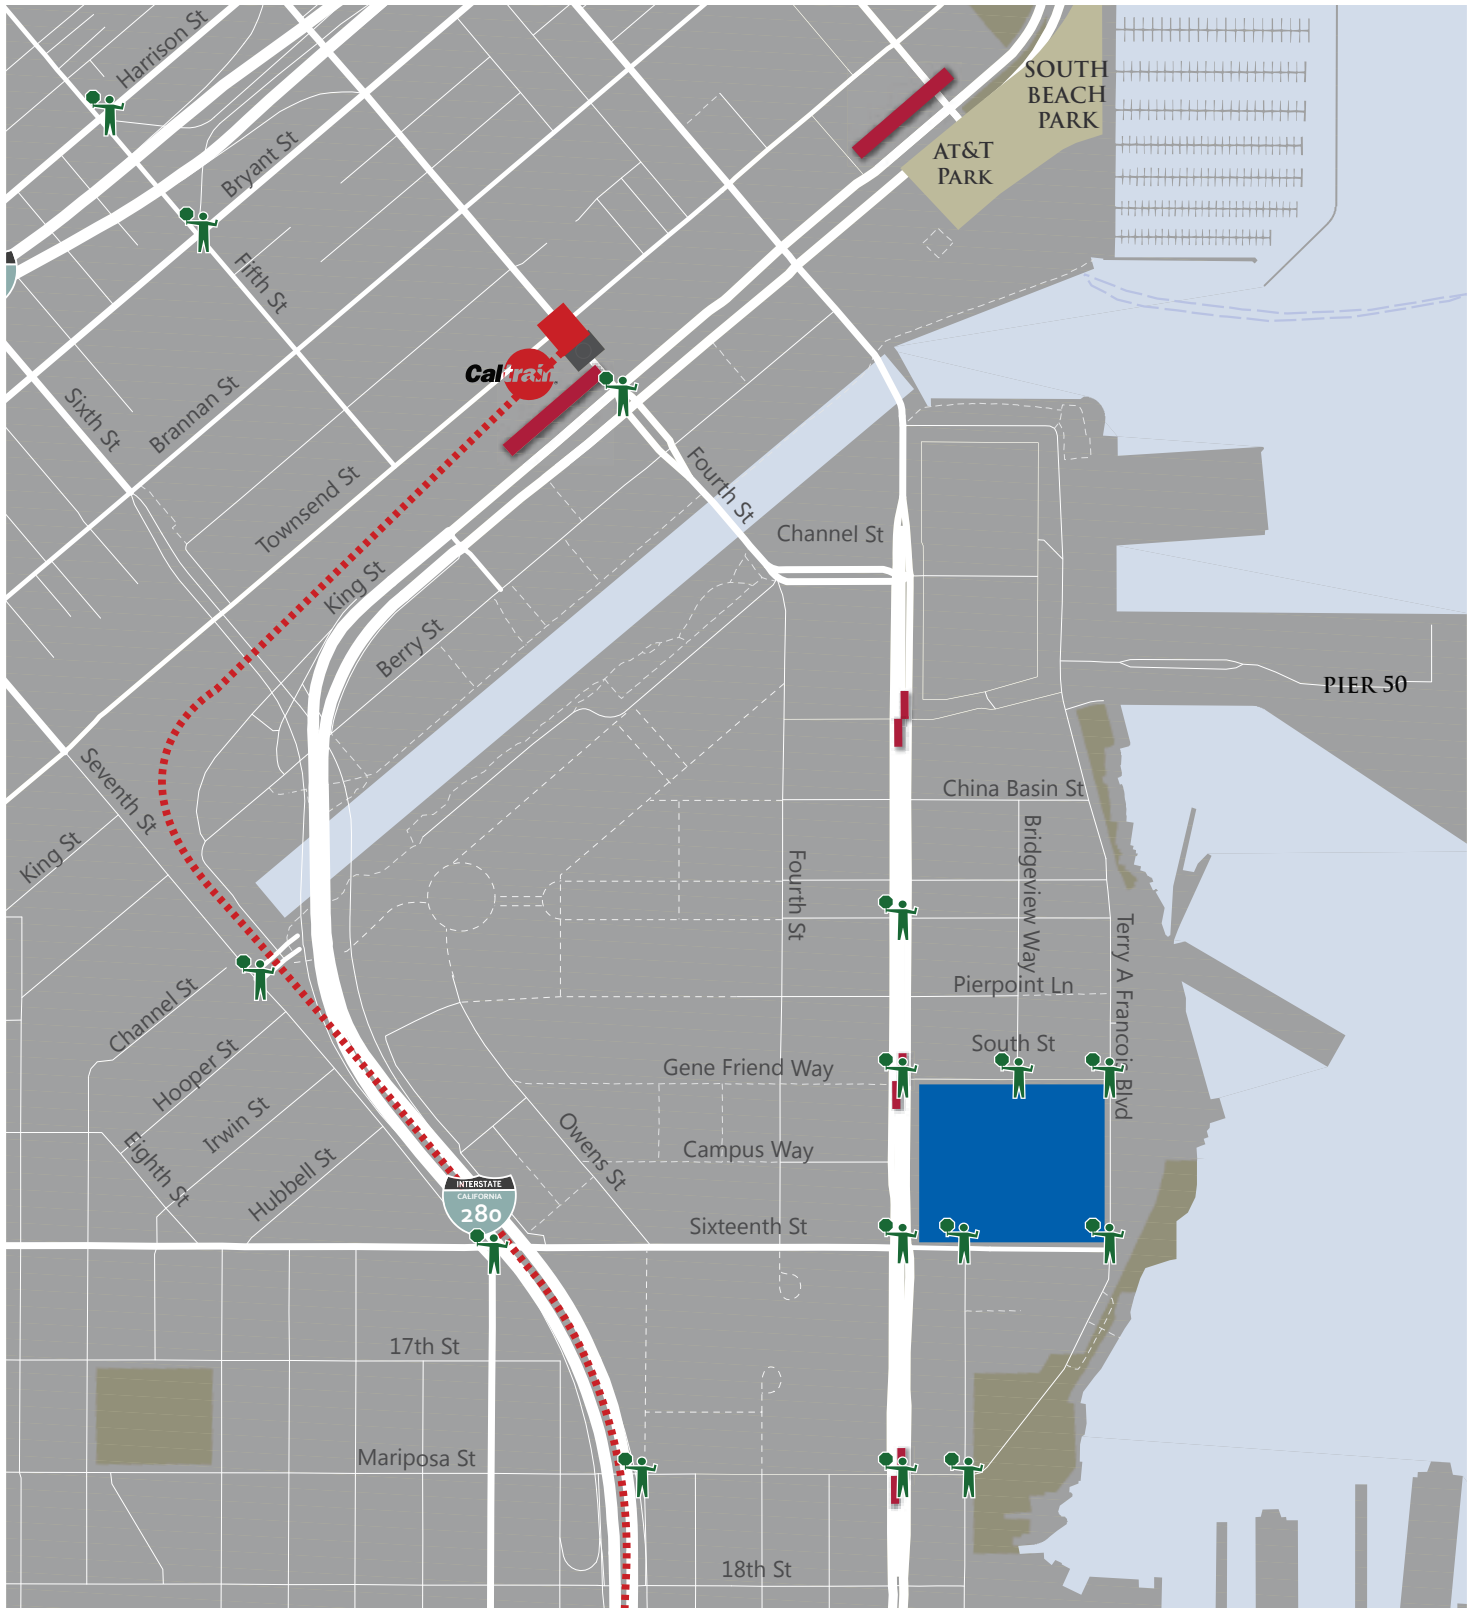 Harrison St
SOUTH
BEACH
PARK
AT&T
PARK
Bryant St
Fifth St
Caltrain
Sixth St
Brannan St
Townsend St
Fourth St
Channel St
King St
Berry St
PIER 50
Seventh St
China Basin St
King St
Bridgeview Way
Fourth St
Terry A Francois Blvd
Pierpoint Ln
Channel St
South St
Gene Friend Way
Hooper St
Irwin St
Owens St
Campus Way
Eighth St
Hubbell St
INTERSTATE
CALIFORNIA
280
Sixteenth St
17th St
Mariposa St
18th St